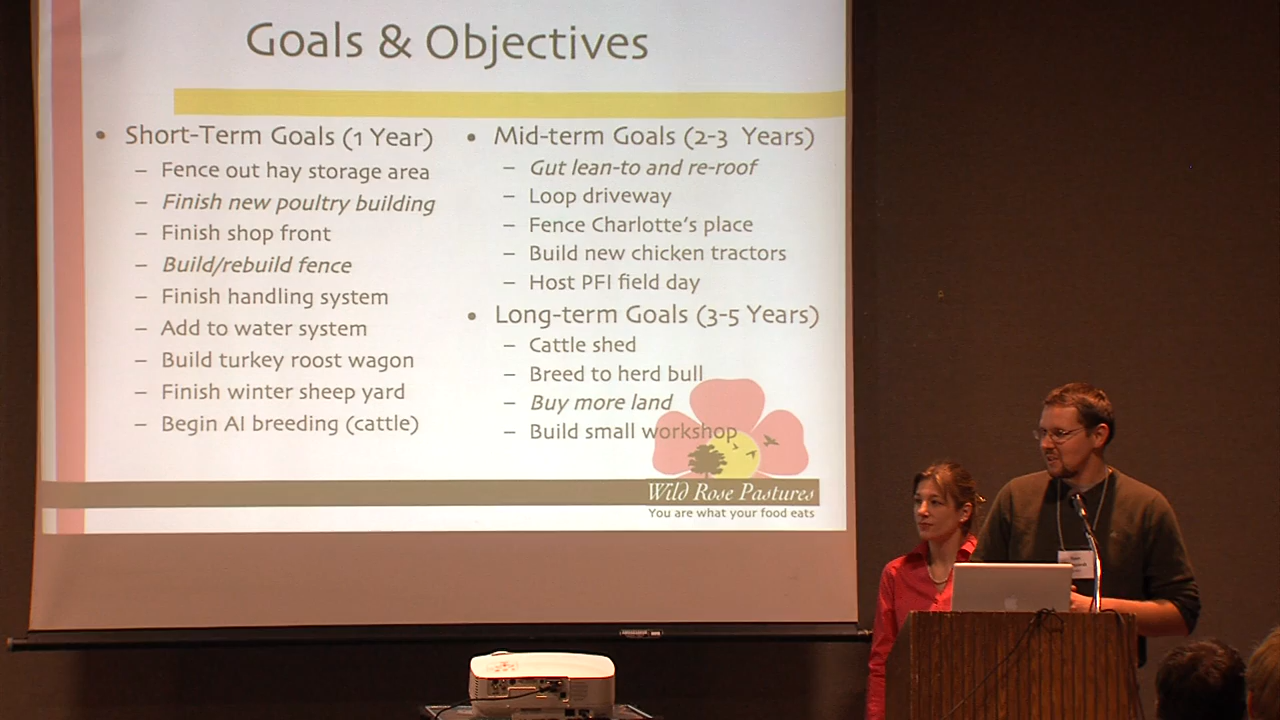 Goals & Objectives
• Short-Term Goals (1 Year)
– Fence out hay storage area
– Finish new poultry building
– Finish shop front
– Build/rebuild fence
– Finish handling system
– Add to water system
– Build turkey roost wagon
– Finish winter sheep yard
– Begin AI breeding (cattle)
• Mid-term Goals (2-3 Years)
– Gut lean-to and re-roof
– Loop driveway
– Fence Charlotte's place
– Build new chicken tractors
– Host PFI field day
• Long-term Goals (3-5 Years)
– Cattle shed
– Breed to herd bull
– Buy more land
– Build small workshop
Wild Rose Pastures
You are what your food eats